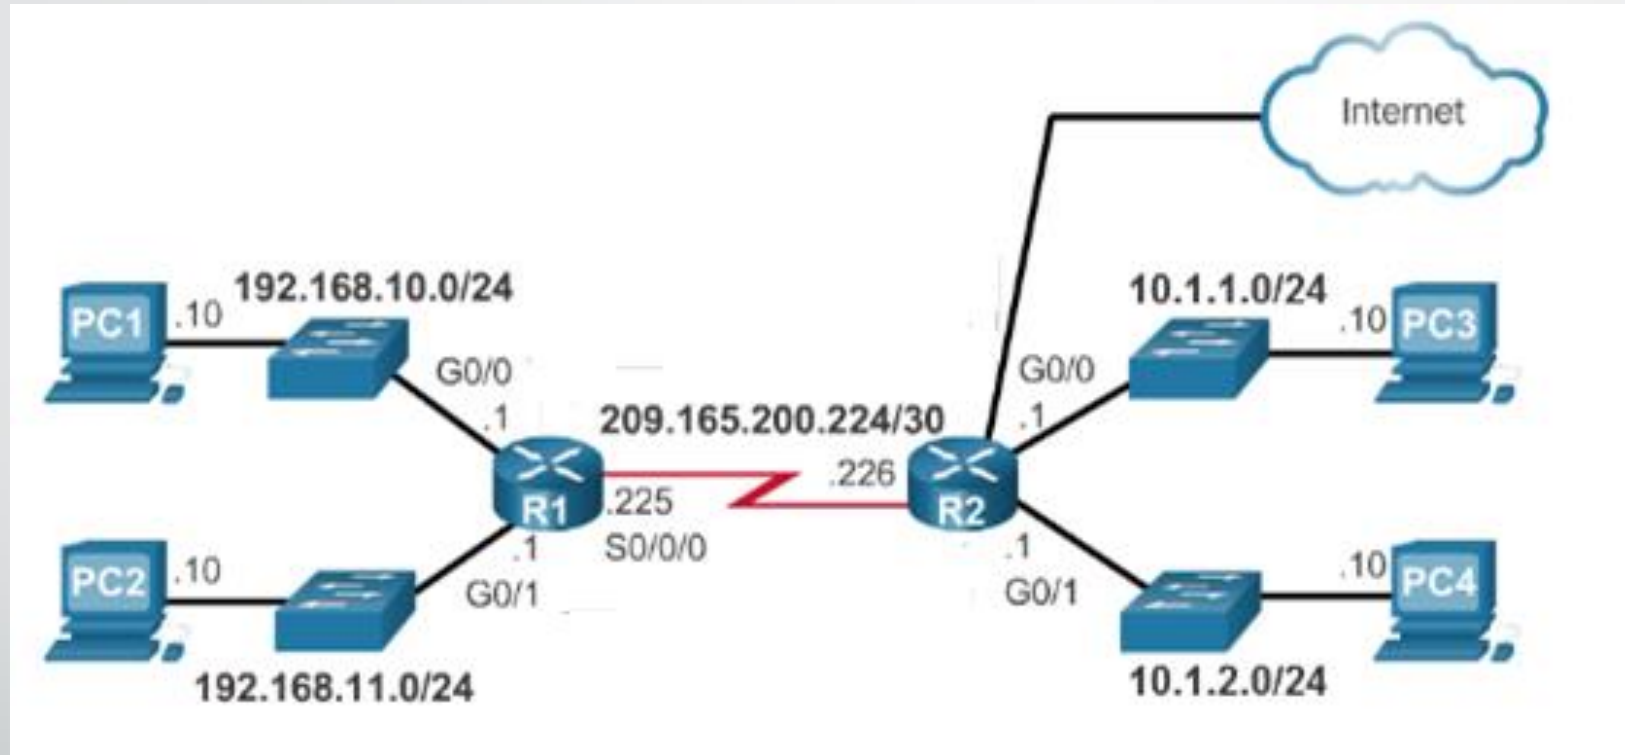 Internet
192.168.10.0/24
10.1.1.0/24
PC1
.10
.10
PC3
G0/0
G0/0
.1
209.165.200.224/30
.1
.226
R1
.225
R2
.1
S0/0/0
.1
PC2
.10
G0/1
G0/1
.10
PC4
192.168.11.0/24
10.1.2.0/24